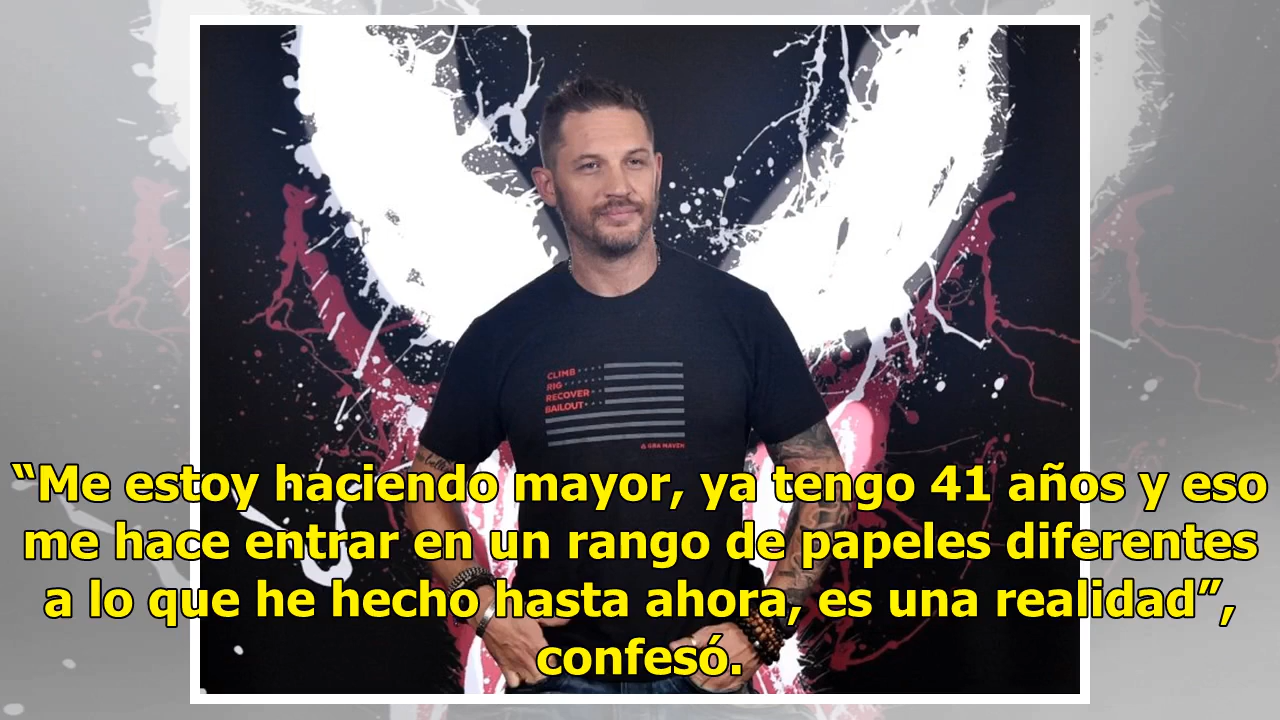 CLIMB
RIG
RECOVER
BAILOUT
“Me estoy haciendo mayor, ya tengo 41 años y eso
me hace entrar en un rango de papeles diferentes
a lo que he hecho hasta ahora, es una realidad”,
confesó.